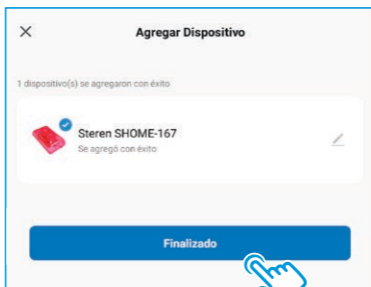 Agregar Dispositivo
1 dispositivo(s) se agregaron con éxito
Steren SHOME-167
Se agregó con éxito
Finalizado